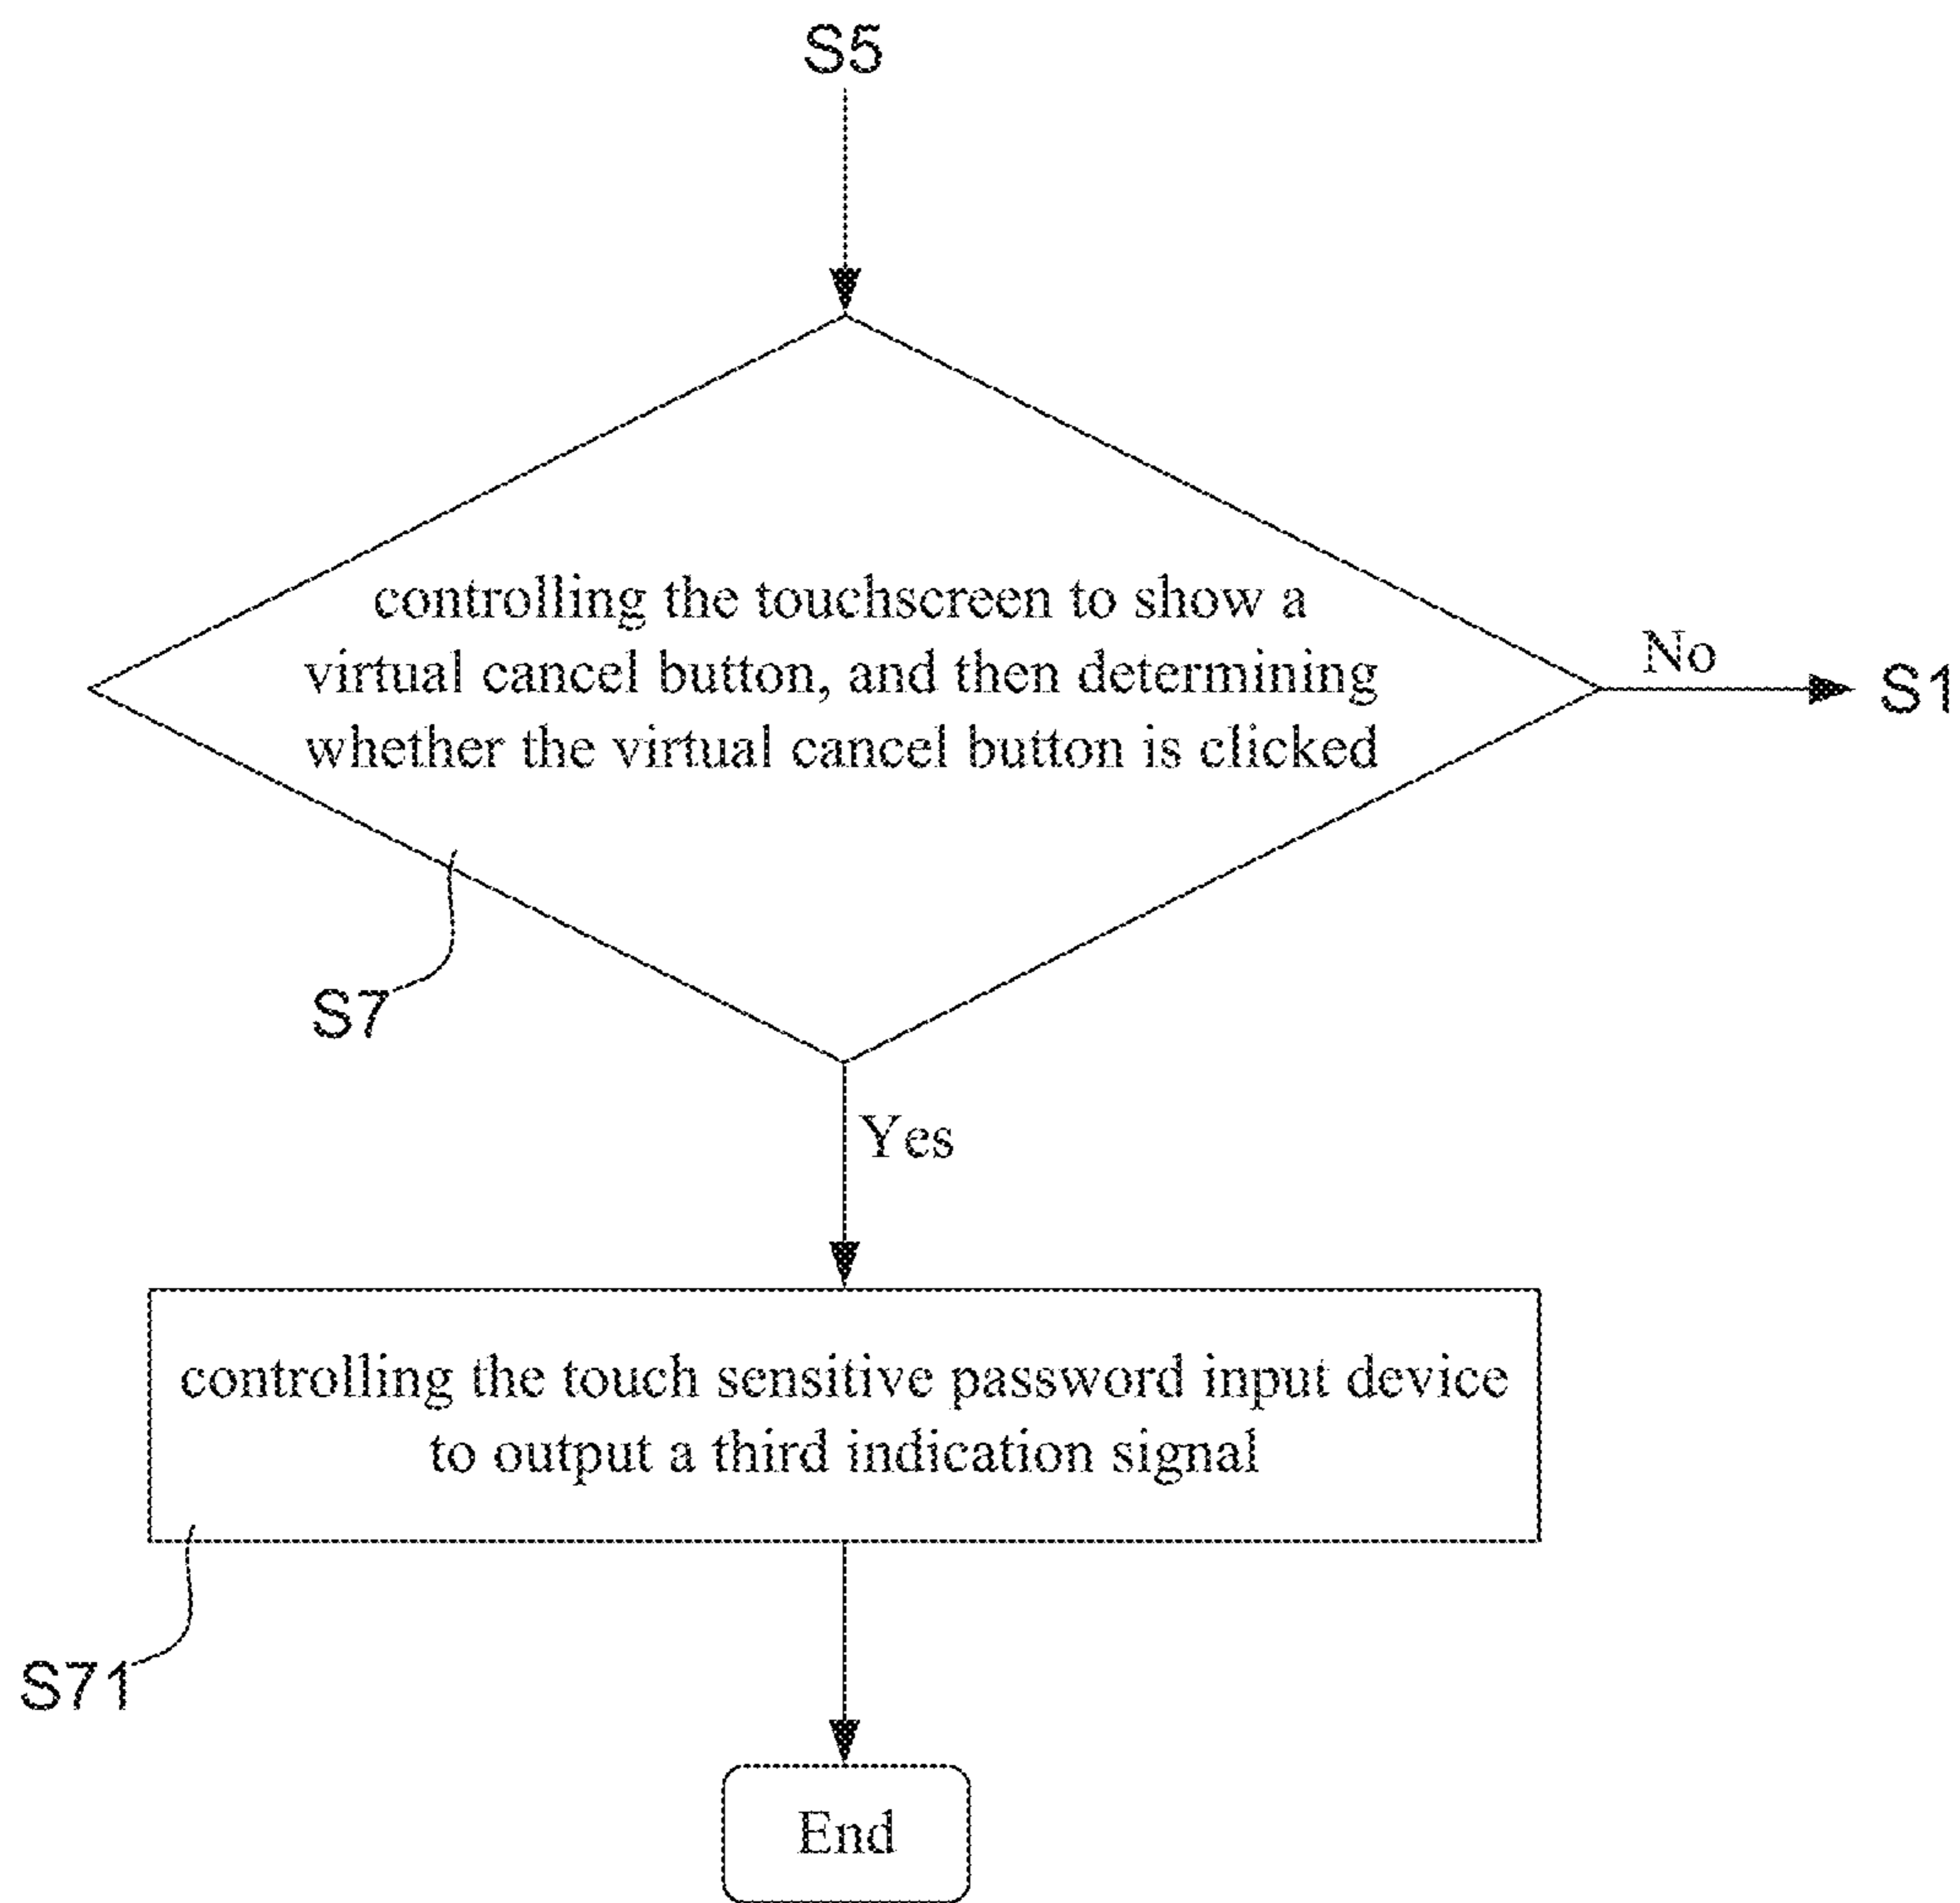 S5
controlling the touchscreen to show a
virtual cancel button, and then determining
whether the virtual cancel button is clicked
No
S1
S7
Yes
controlling the touch sensitive password input device
to output a third indication signal
S71
End